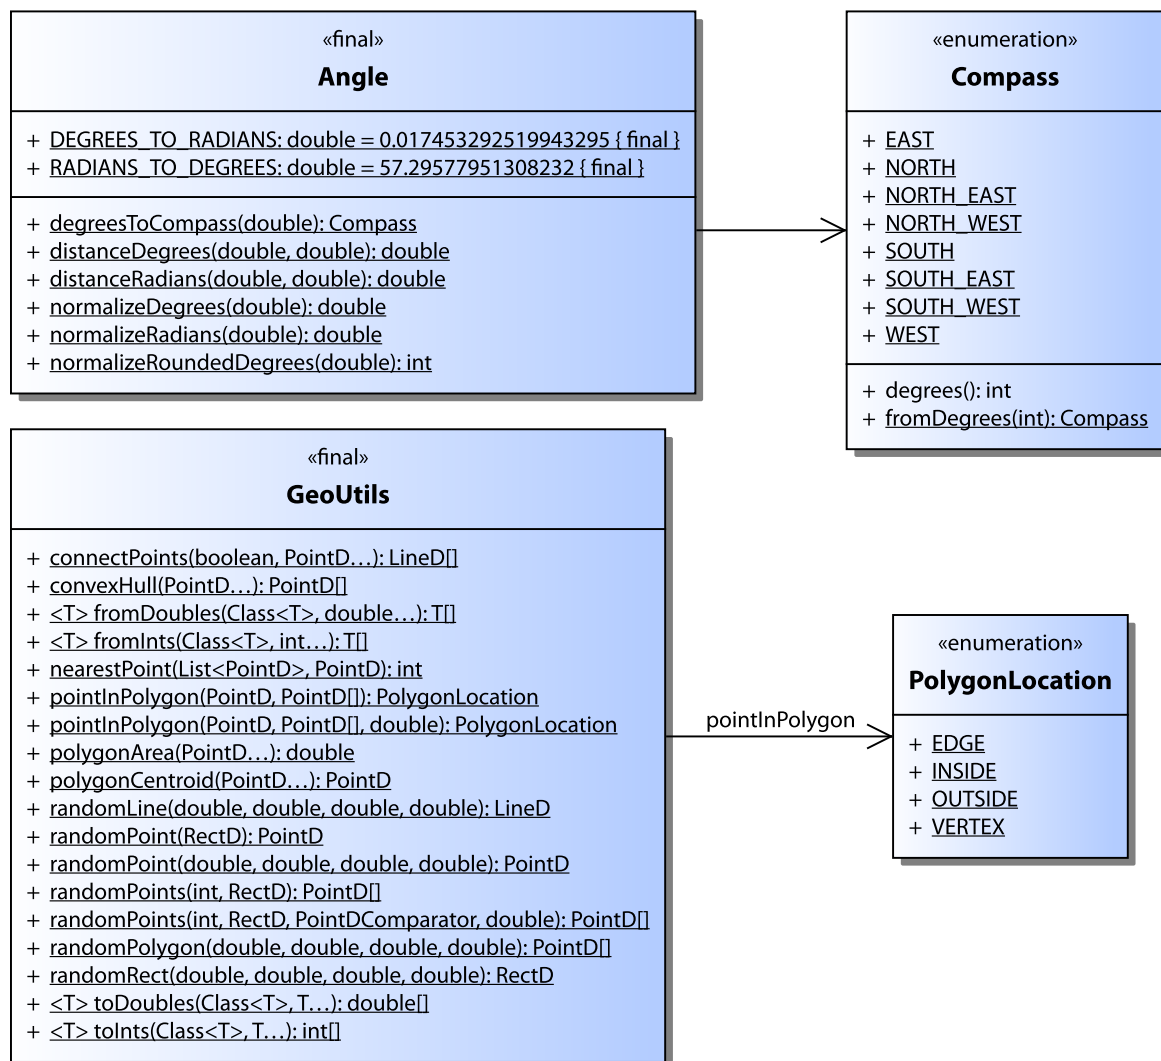 «final»
Angle
+ DEGREES_TO_RADIANS: double = 0.017453292519943295 { final }
+ RADIANS_TO_DEGREES: double = 57.29577951308232 { final }
+ degreesToCompass(double): Compass
+ distanceDegrees(double, double): double
+ distanceRadians(double, double): double
+ normalizeDegrees(double): double
+ normalizeRadians(double): double
+ normalizeRoundedDegrees(double): int
«enumeration»
Compass
+ EAST
+ NORTH
+ NORTH_EAST
+ NORTH_WEST
+ SOUTH
+ SOUTH_EAST
+ SOUTH_WEST
+ WEST
+ degrees(): int
+ fromDegrees(int): Compass
«final»
GeoUtils
+ connectPoints(boolean, PointD…): LineD[]
+ convexHull(PointD…): PointD[]
+ <T> fromDoubles(Class<T>, double…): T[]
+ <T> fromInts(Class<T>, int…): T[]
+ nearestPoint(List<PointD>, PointD): int
+ pointInPolygon(PointD, PointD[]): PolygonLocation
+ pointInPolygon(PointD, PointD[], double): PolygonLocation
+ polygonArea(PointD…): double
+ polygonCentroid(PointD…): PointD
+ randomLine(double, double, double, double): LineD
+ randomPoint(RectD): PointD
+ randomPoint(double, double, double, double): PointD
+ randomPoints(int, RectD): PointD[]
+ randomPoints(int, RectD, PointDComparator, double): PointD[]
+ randomPolygon(double, double, double, double): PointD[]
+ randomRect(double, double, double, double): RectD
+ <T> toDoubles(Class<T>, T…): double[]
+ <T> toInts(Class<T>, T…): int[]
pointInPolygon
«enumeration»
PolygonLocation
+ EDGE
+ INSIDE
+ OUTSIDE
+ VERTEX